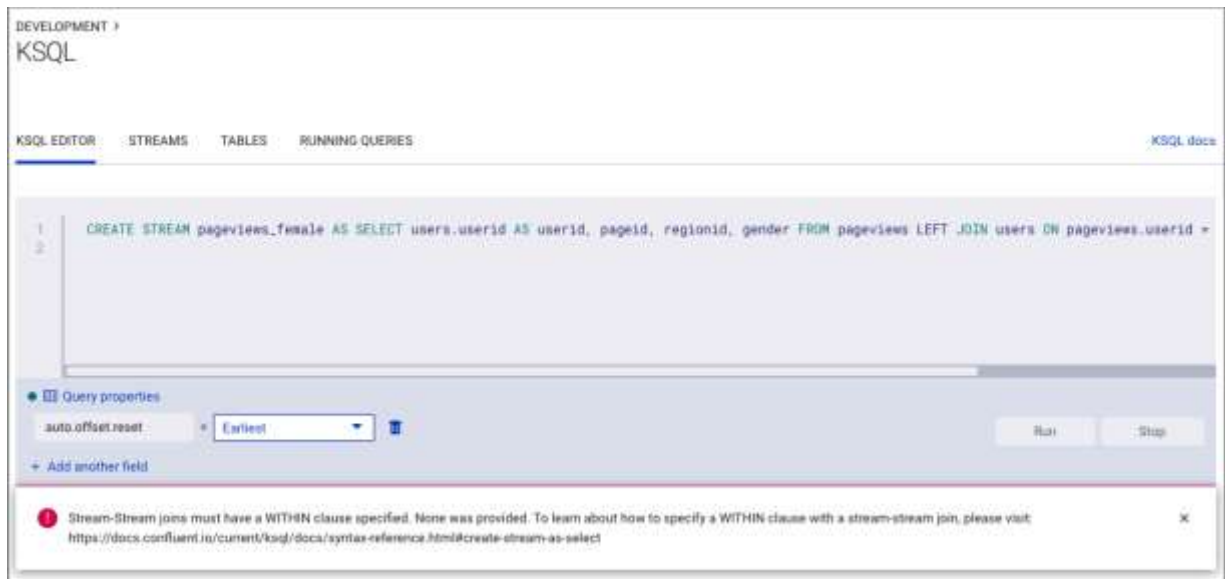 DEVELOPMENT >
KSQL
KSQL EDITOR STREAMS TABLES RUNNING QUERIES KSQL docs
1 CREATE STREAM pageviews_female AS SELECT users.userid AS userid, pageid, regionid, gender FROM pageviews LEFT JOIN users ON pageviews.userid =
2
Query properties
auto.offset.reset = Earliest
Run Stop
+ Add another field
Stream-Stream joins must have a WITHIN clause specified. None was provided. To learn about how to specify a WITHIN clause with a stream-stream join, please visit:
https://docs.confluent.io/current/ksql/docs/syntax-reference.html#create-stream-as-select